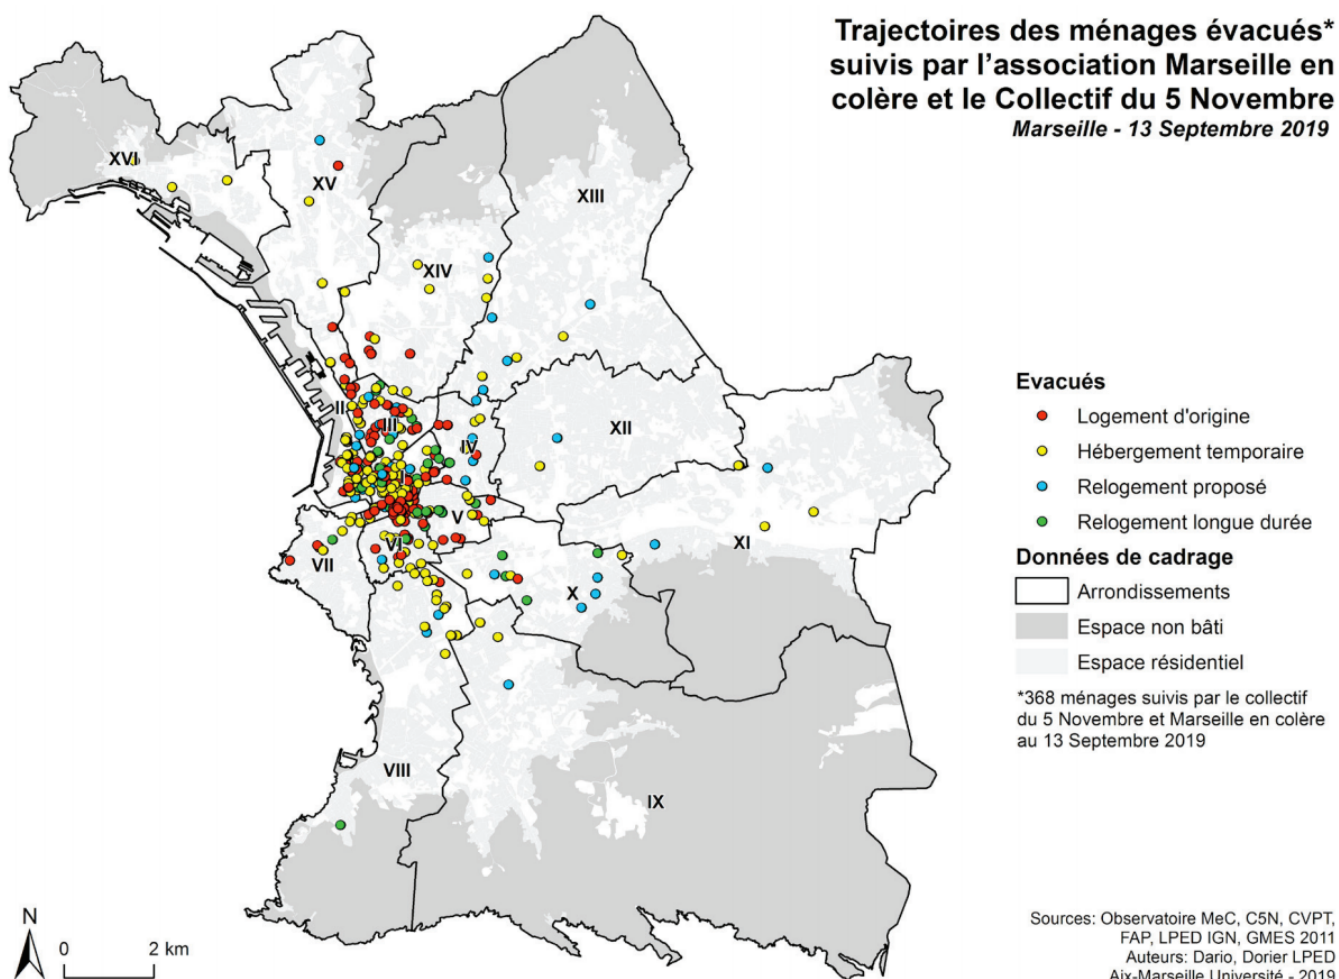 Trajectoires des ménages évacués*
suivis par l'association Marseille en
colère et le Collectif du 5 Novembre
Marseille - 13 Septembre 2019
XVI
XV
XIII
XIV
II
III
IV
XII
I
V
VI
VII
XI
X
VIII
IX
Evacués
Logement d'origine
Hébergement temporaire
Relogement proposé
Relogement longue durée
Données de cadrage
Arrondissements
Espace non bâti
Espace résidentiel
*368 ménages suivis par le collectif
du 5 Novembre et Marseille en colère
au 13 Septembre 2019
N
0 2 km
Sources: Observatoire MeC, C5N, CVPT,
FAP, LPED IGN, GMES 2011
Auteurs: Dario, Dorier LPED
Aix-Marseille Université - 2019